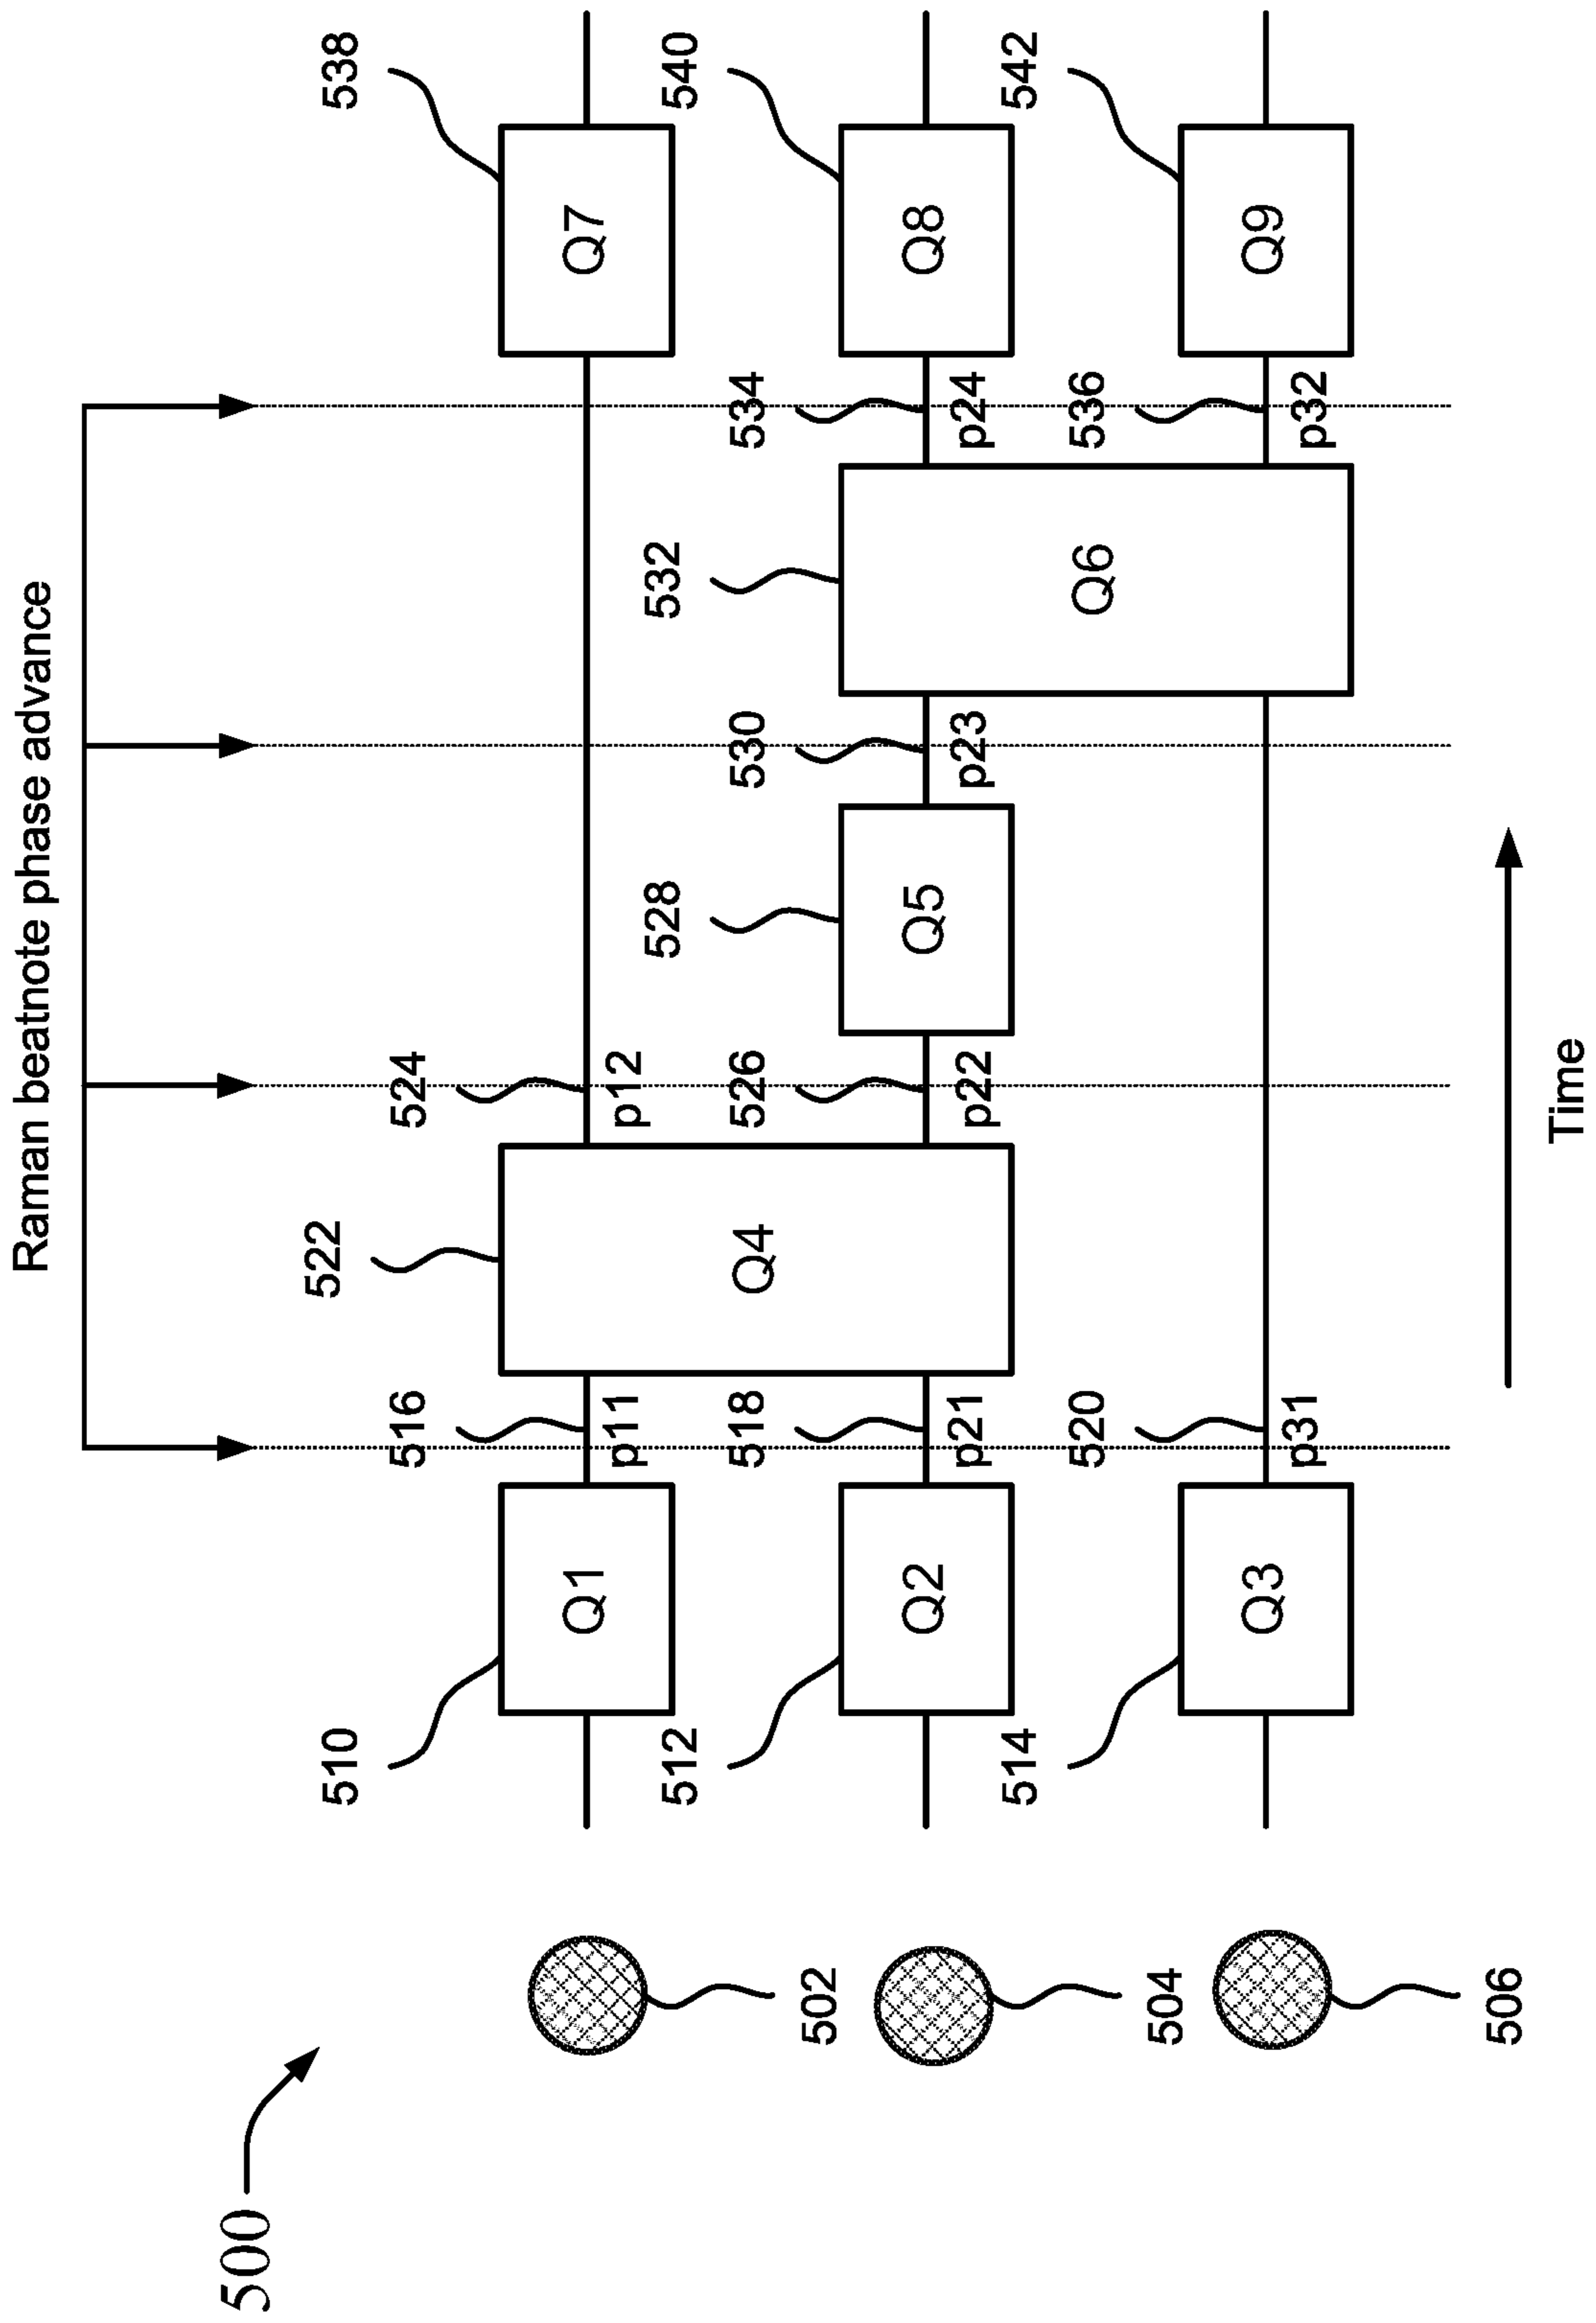 500
Raman beatnote phase advance
502
504
506
510
Q1
512
Q2
514
Q3
516
p11
518
p21
520
p31
522
Q4
524
p12
526
p22
528
Q5
530
p23
532
Q6
534
p24
536
p32
538
Q7
540
Q8
542
Q9
Time